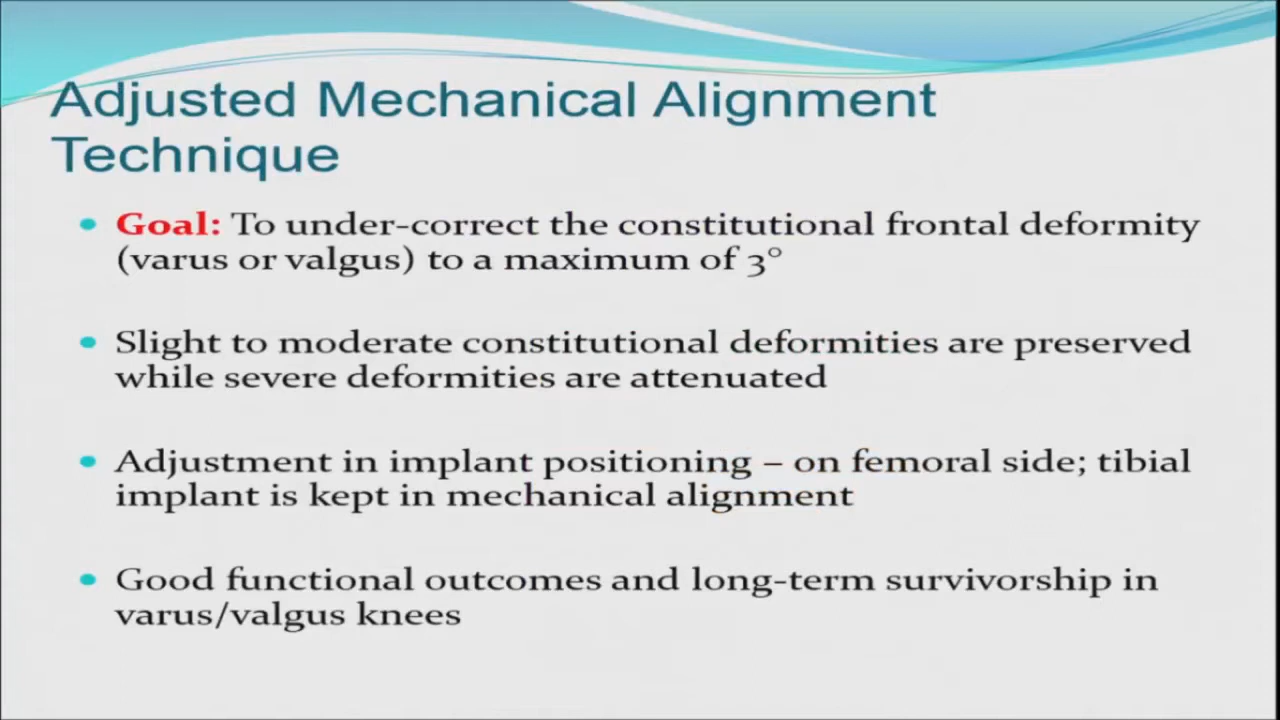 Adjusted Mechanical Alignment
Technique
• Goal: To under-correct the constitutional frontal deformity
(varus or valgus) to a maximum of 3°
• Slight to moderate constitutional deformities are preserved
while severe deformities are attenuated
• Adjustment in implant positioning – on femoral side; tibial
implant is kept in mechanical alignment
• Good functional outcomes and long-term survivorship in
varus/valgus knees